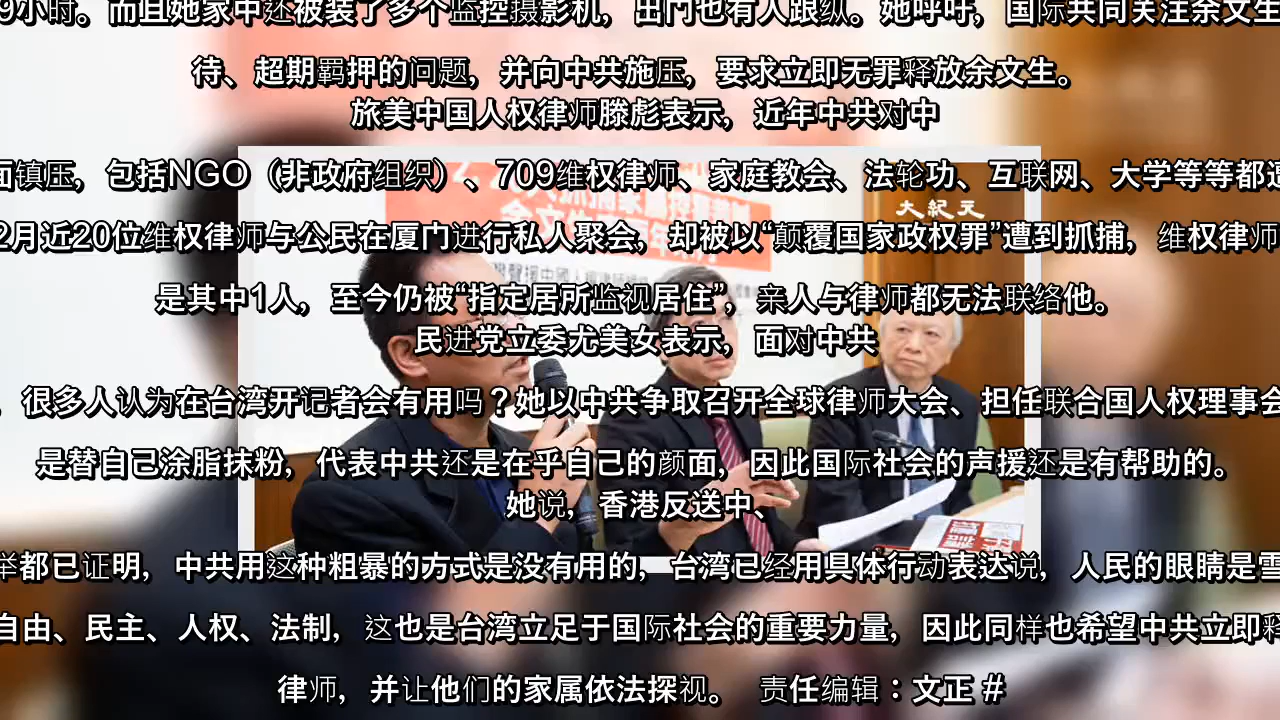 9小时。而且她家中还被装了多个监控摄影机，出门也有人跟纵。她呼吁，国际共同关注余文生
待、超期羁押的问题，并向中共施压，要求立即无罪释放余文生。
旅美中国人权律师滕彪表示，近年中共对中
面镇压，包括NGO（非政府组织）、709维权律师、家庭教会、法轮功、互联网、大学等等都遭
大紀元
2月近20位维权律师与公民在厦门进行私人聚会，却被以“颠覆国家政权罪”遭到抓捕，维权律师
聲援中國人權律師
是其中1人，至今仍被“指定居所监视居住”，亲人与律师都无法联络他。
民进党立委尤美女表示，面对中共
，很多人认为在台湾开记者会有用吗？她以中共争取召开全球律师大会、担任联合国人权理事会
是替自己涂脂抹粉，代表中共还是在乎自己的颜面，因此国际社会的声援还是有帮助的。
她说，香港反送中、
举都已证明，中共用这种粗暴的方式是没有用的，台湾已经用具体行动表达说，人民的眼睛是雪
自由、民主、人权、法制，这也是台湾立足于国际社会的重要力量，因此同样也希望中共立即释
律师，并让他们的家属依法探视。 责任编辑：文正 #